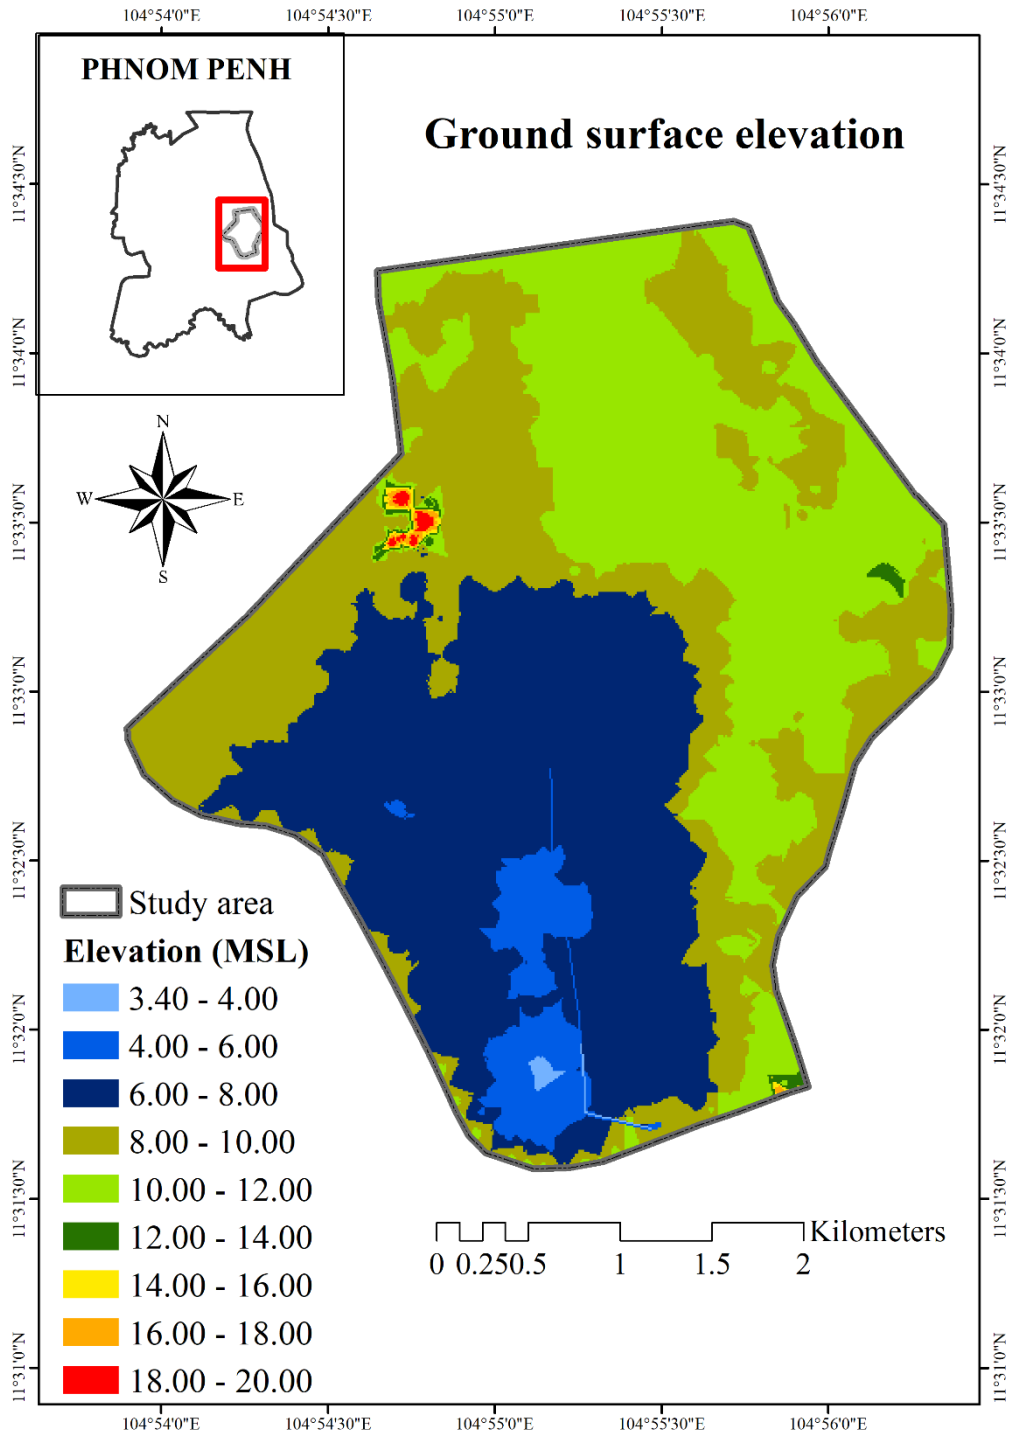 104°54'0"E 104°54'30"E 104°55'0"E 104°55'30"E 104°56'0"E
PHNOM PENH
Ground surface elevation
11°34'30"N 11°34'30"N
11°34'0"N 11°34'0"N
N
W E
S
11°33'30"N 11°33'30"N
11°33'0"N 11°33'0"N
11°32'30"N 11°32'30"N
Study area
Elevation (MSL)
3.40 - 4.00
4.00 - 6.00
6.00 - 8.00
8.00 - 10.00
10.00 - 12.00
12.00 - 14.00
14.00 - 16.00
16.00 - 18.00
18.00 - 20.00
11°32'0"N 11°32'0"N
11°31'30"N 11°31'30"N
Kilometers
0 0.25 0.5 1 1.5 2
11°31'0"N 11°31'0"N
104°54'0"E 104°54'30"E 104°55'0"E 104°55'30"E 104°56'0"E